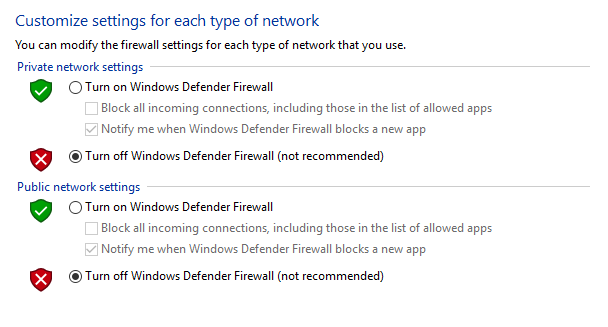 Customize settings for each type of network
You can modify the firewall settings for each type of network that you use.
Private network settings
Turn on Windows Defender Firewall
Block all incoming connections, including those in the list of allowed apps
Notify me when Windows Defender Firewall blocks a new app
Turn off Windows Defender Firewall (not recommended)
Public network settings
Turn on Windows Defender Firewall
Block all incoming connections, including those in the list of allowed apps
Notify me when Windows Defender Firewall blocks a new app
Turn off Windows Defender Firewall (not recommended)